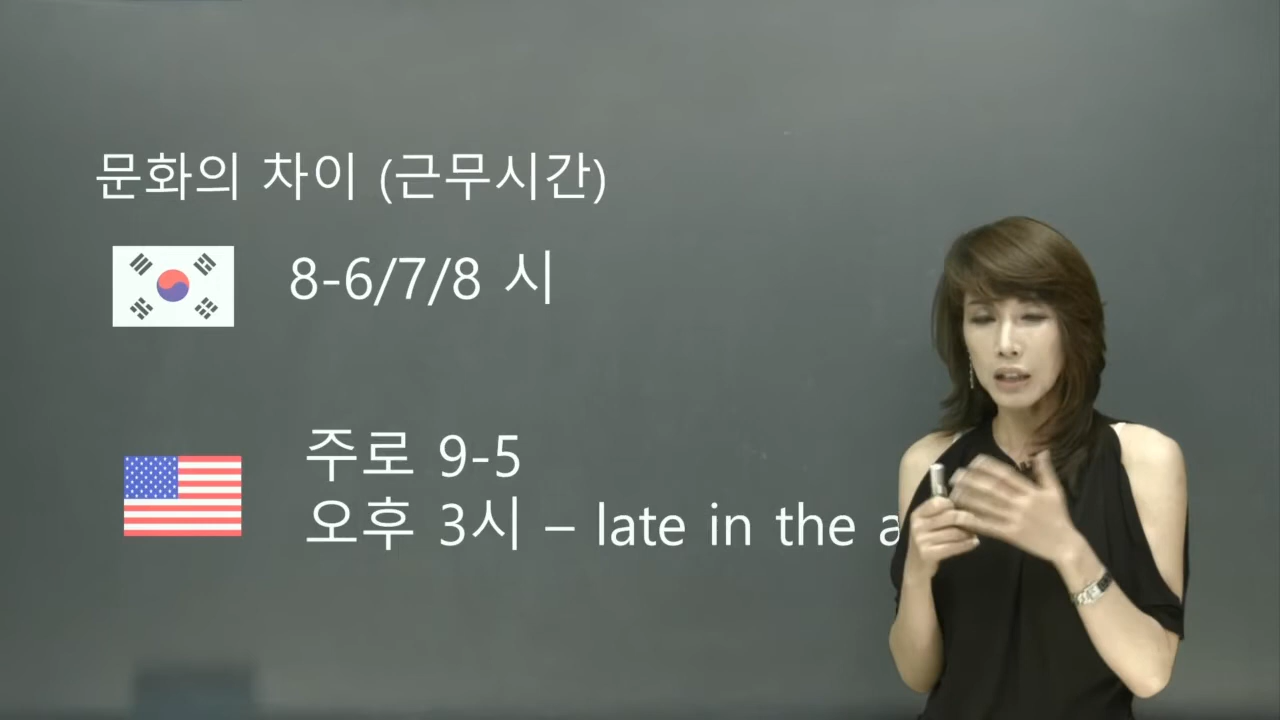 문화의 차이 (근무시간)
8-6/7/8 시
주로 9-5
오후 3시 – late in the